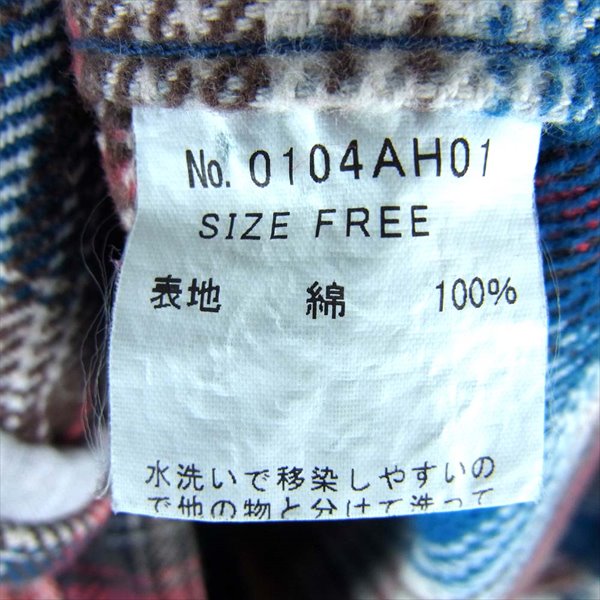 No. 0104AH01
SIZE FREE
表地 綿 100%
水洗いで移染しやすいの
で他の物と分けて洗って